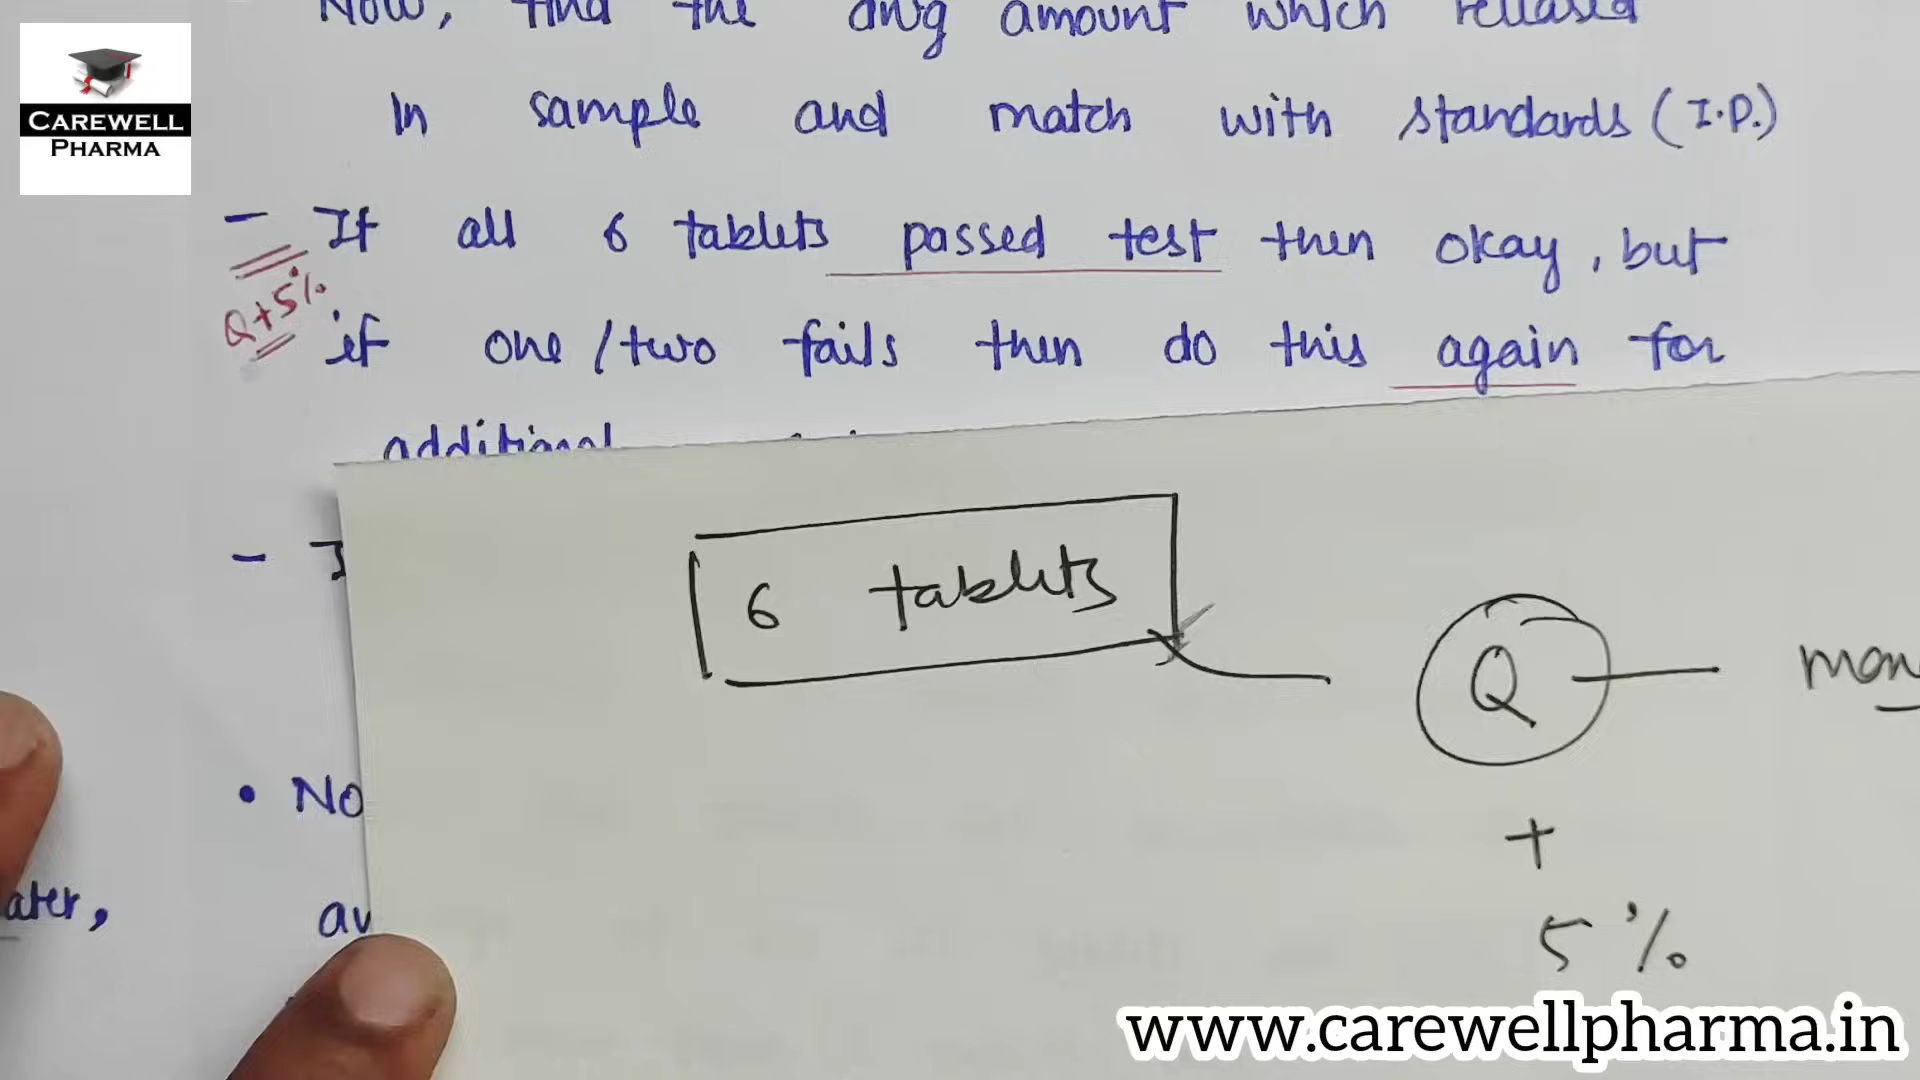 CAREWELL
PHARMA
Now, find the drug amount which released
In sample and match with standards (I.P.)
- If all 6 tablets passed test then okay, but
Q+5%
if one/two fails then do this again for
additional
6 tablets
Q
+
5%
- I
• No
av
ater,
www.carewellpharma.in